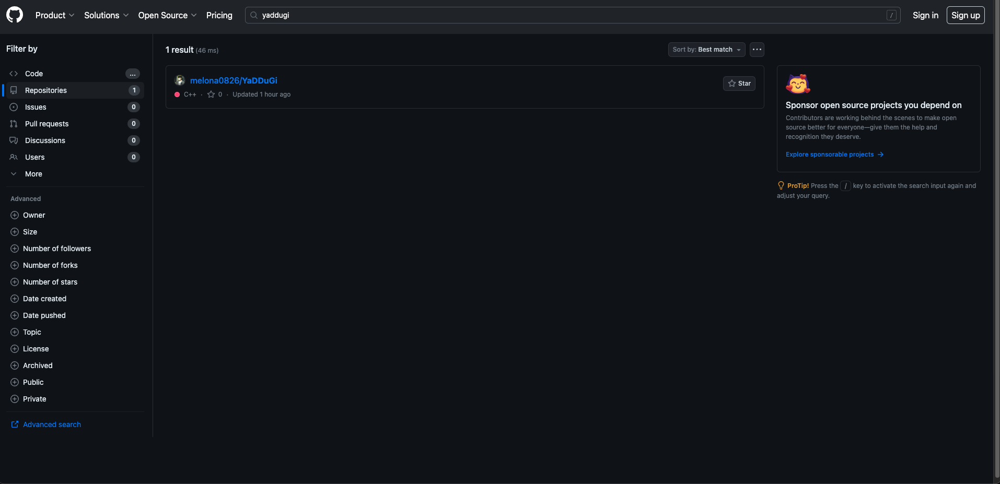 Product Solutions Open Source Pricing yaddugi / Sign in Sign up
Filter by
Code ...
Repositories 1
Issues 0
Pull requests 0
Discussions 0
Users 0
More
Advanced
Owner
Size
Number of followers
Number of forks
Number of stars
Date created
Date pushed
Topic
License
Archived
Public
Private
Advanced search
1 result (46 ms) Sort by: Best match ...
melona0826/YaDDuGi Star
C++ · 0 · Updated 1 hour ago
Sponsor open source projects you depend on
Contributors are working behind the scenes to make open
source better for everyone—give them the help and
recognition they deserve.
Explore sponsorable projects →
ProTip! Press the / key to activate the search input again and
adjust your query.